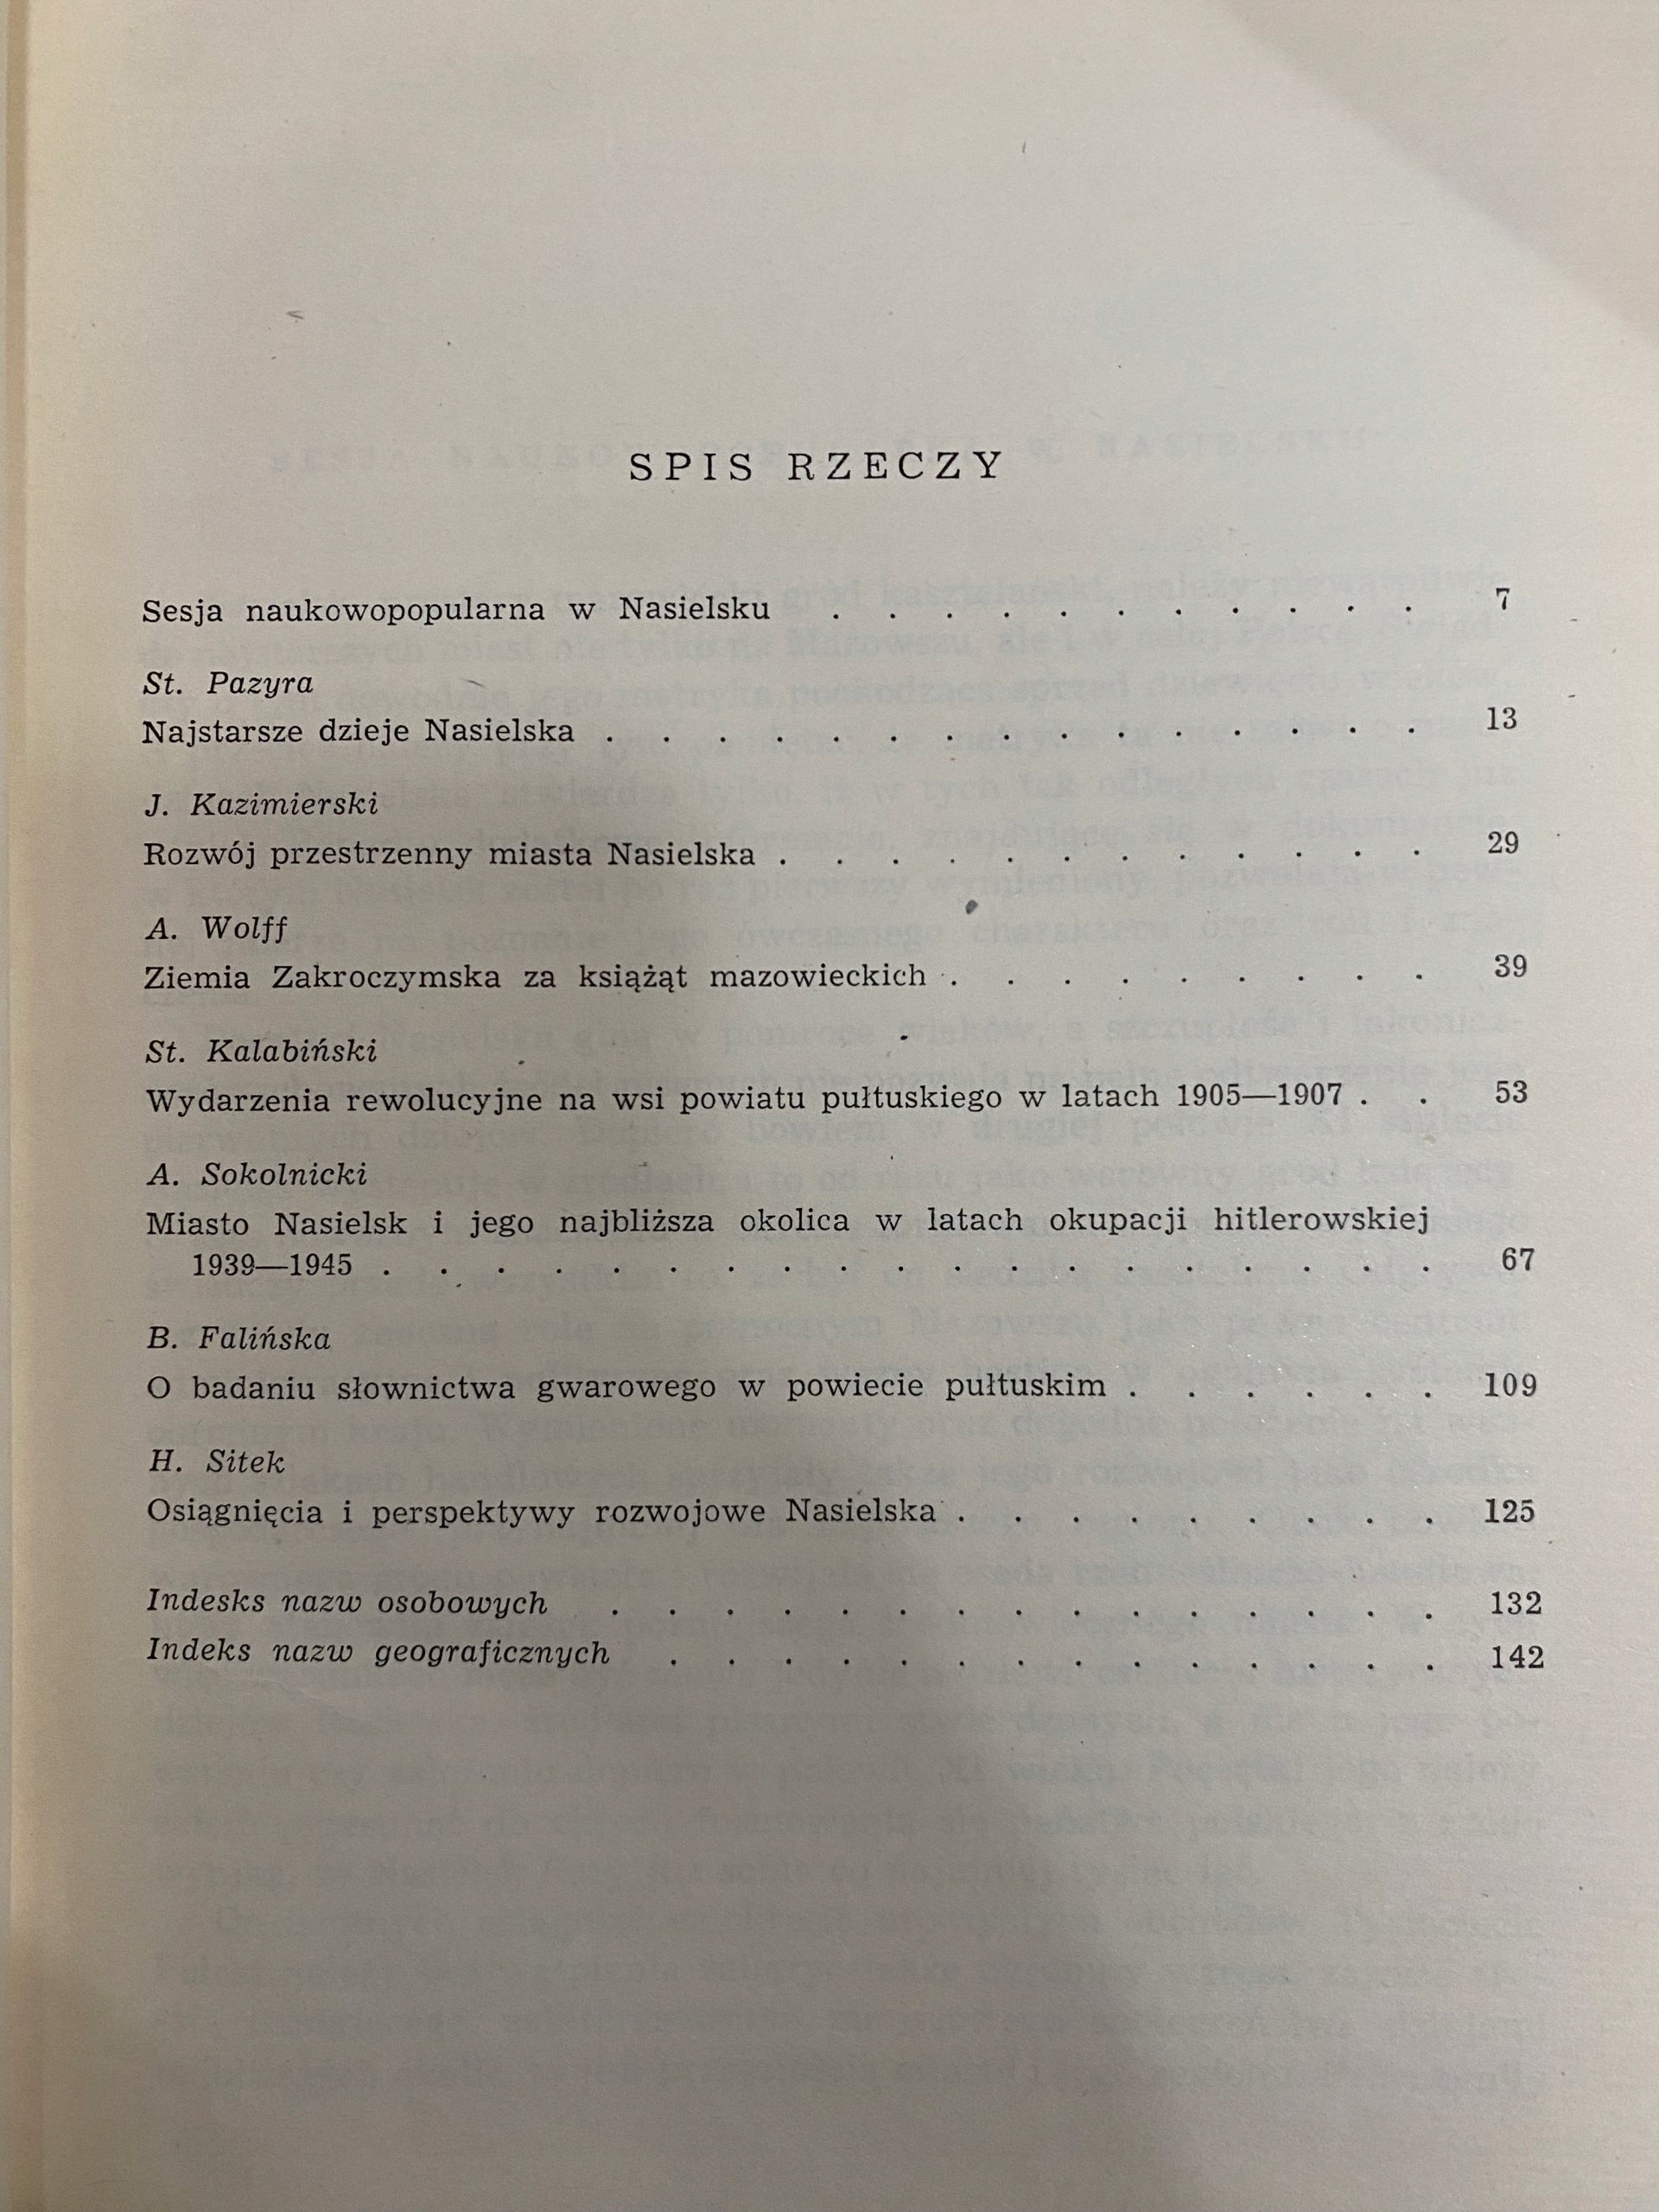 SPIS RZECZY
Sesja naukowopopularna w Nasielsku . . . . . . . . . . . 7
St. Pazyra
Najstarsze dzieje Nasielska . . . . . . . . . . . . . . . 13
J. Kazimierski
Rozwój przestrzenny miasta Nasielska . . . . . . . . . . . . 29
A. Wolff
Ziemia Zakroczymska za książąt mazowieckich . . . . . . . . . 39
St. Kalabiński
Wydarzenia rewolucyjne na wsi powiatu pułtuskiego w latach 1905—1907 . . 53
A. Sokolnicki
Miasto Nasielsk i jego najbliższa okolica w latach okupacji hitlerowskiej
1939—1945 . . . . . . . . . . . . . . . . . . . 67
B. Falińska
O badaniu słownictwa gwarowego w powiecie pułtuskim . . . . . . 109
H. Sitek
Osiągnięcia i perspektywy rozwojowe Nasielska . . . . . . . . . 125
Indesks nazw osobowych . . . . . . . . . . . . . . . 132
Indeks nazw geograficznych . . . . . . . . . . . . . . 142